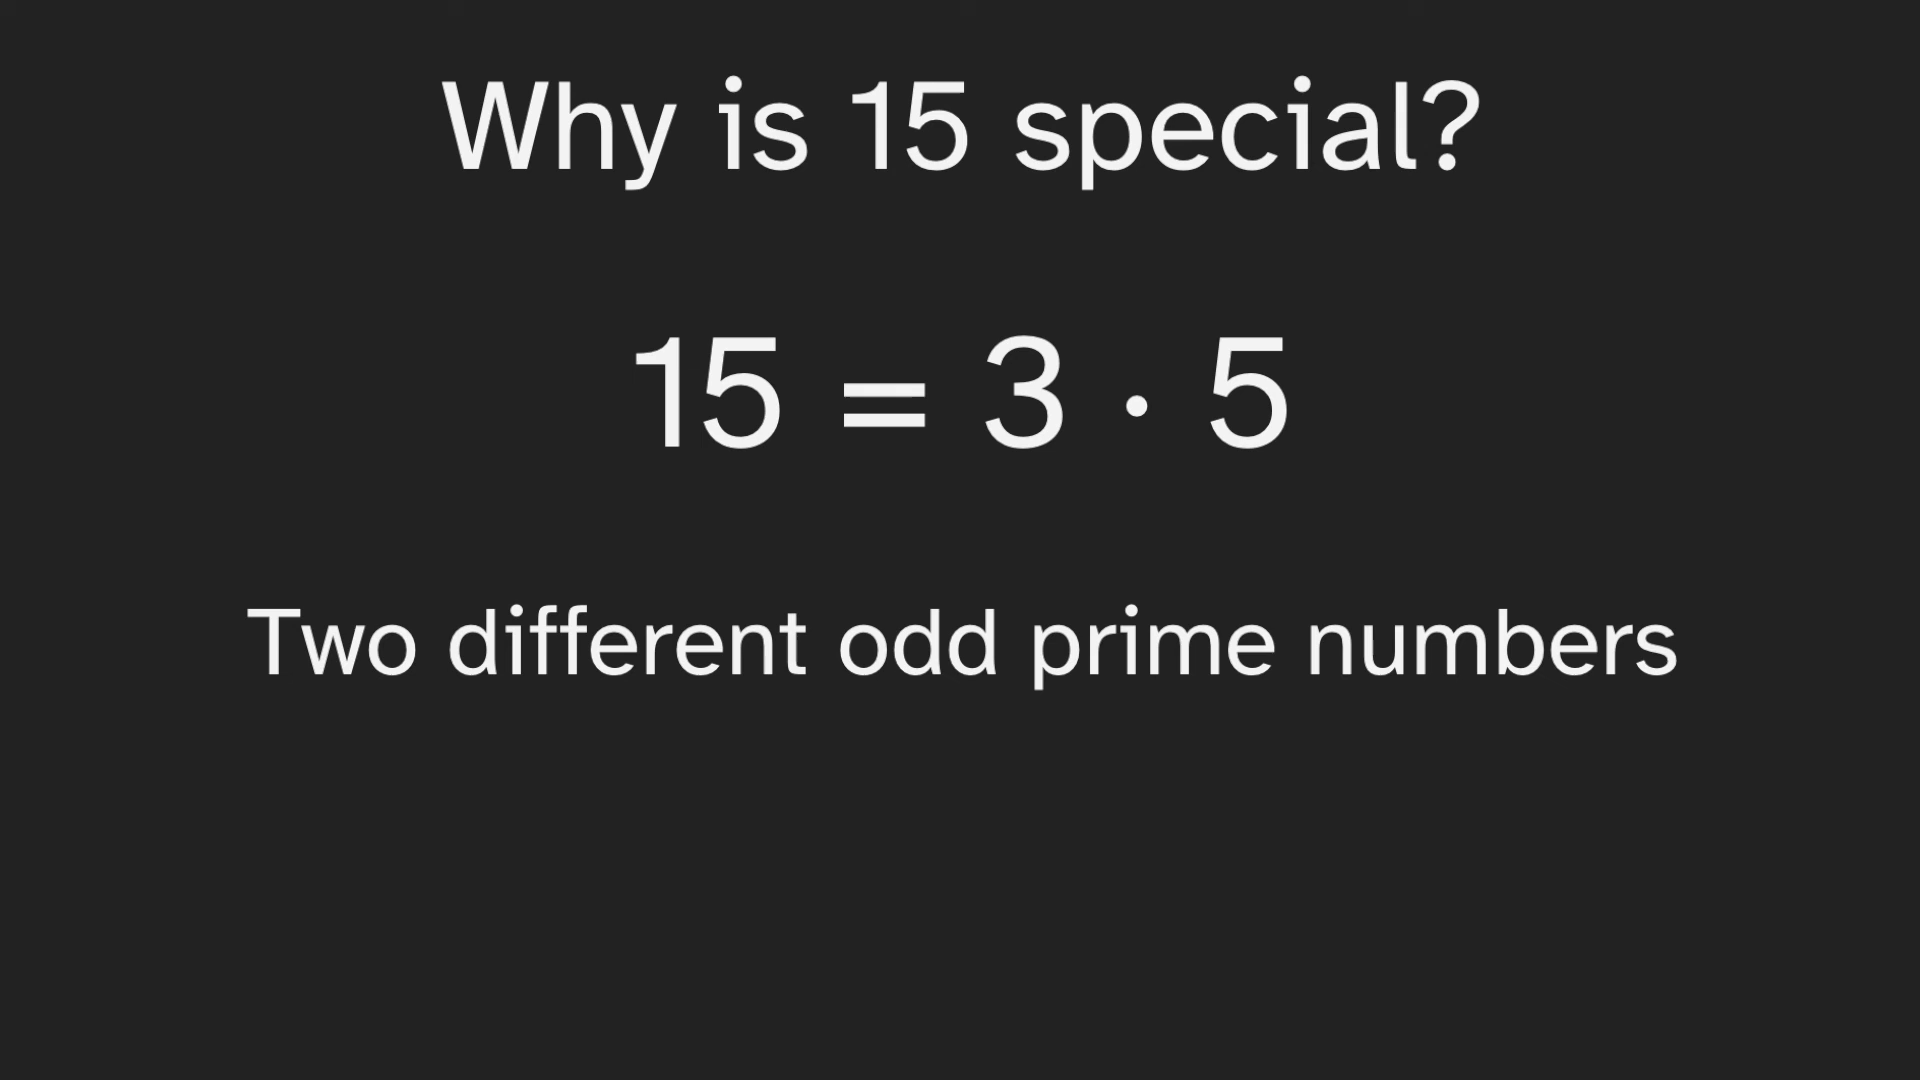 Why is 15 special?
15 = 3 · 5
Two different odd prime numbers